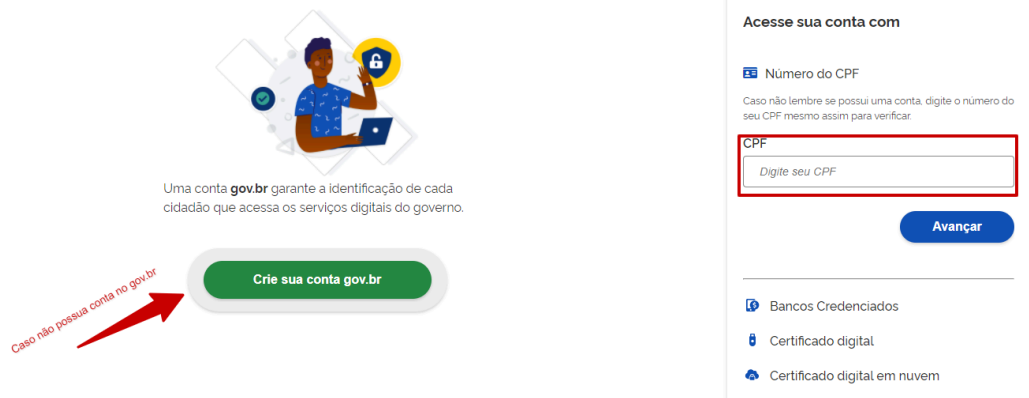 Uma conta gov.br garante a identificação de cada
cidadão que acessa os serviços digitais do governo.
Crie sua conta gov.br
Caso não possua conta no gov.br
Acesse sua conta com
Número do CPF
Caso não lembre se possui uma conta, digite o número do
seu CPF mesmo assim para verificar.
CPF
Digite seu CPF
Avançar
Bancos Credenciados
Certificado digital
Certificado digital em nuvem